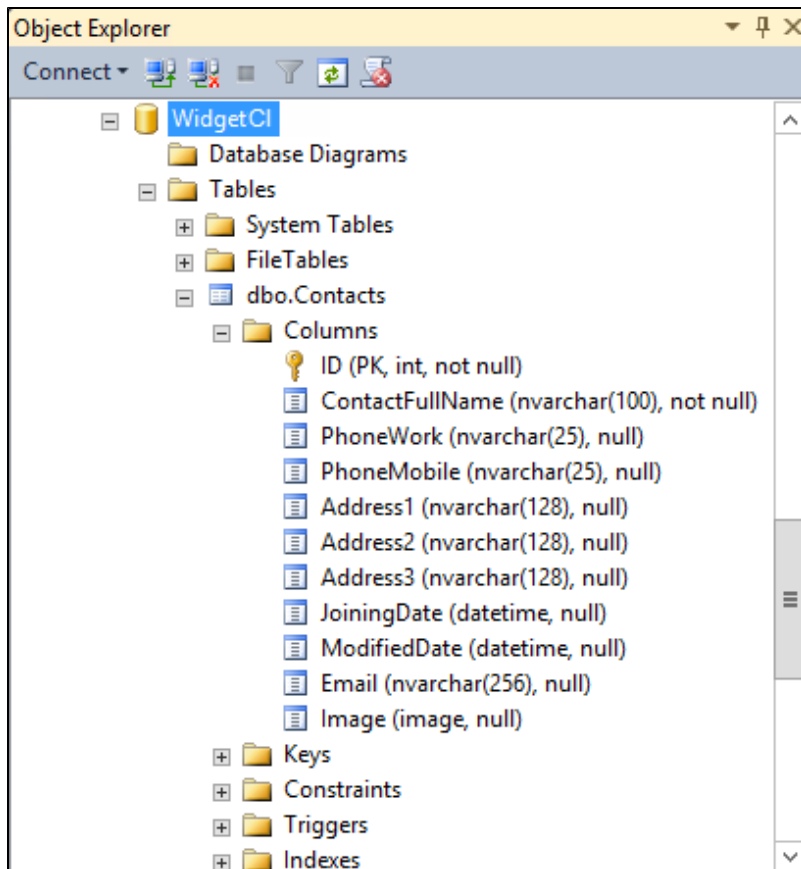 Object Explorer
Connect
WidgetCI
Database Diagrams
Tables
System Tables
FileTables
dbo.Contacts
Columns
ID (PK, int, not null)
ContactFullName (nvarchar(100), not null)
PhoneWork (nvarchar(25), null)
PhoneMobile (nvarchar(25), null)
Address1 (nvarchar(128), null)
Address2 (nvarchar(128), null)
Address3 (nvarchar(128), null)
JoiningDate (datetime, null)
ModifiedDate (datetime, null)
Email (nvarchar(256), null)
Image (image, null)
Keys
Constraints
Triggers
Indexes